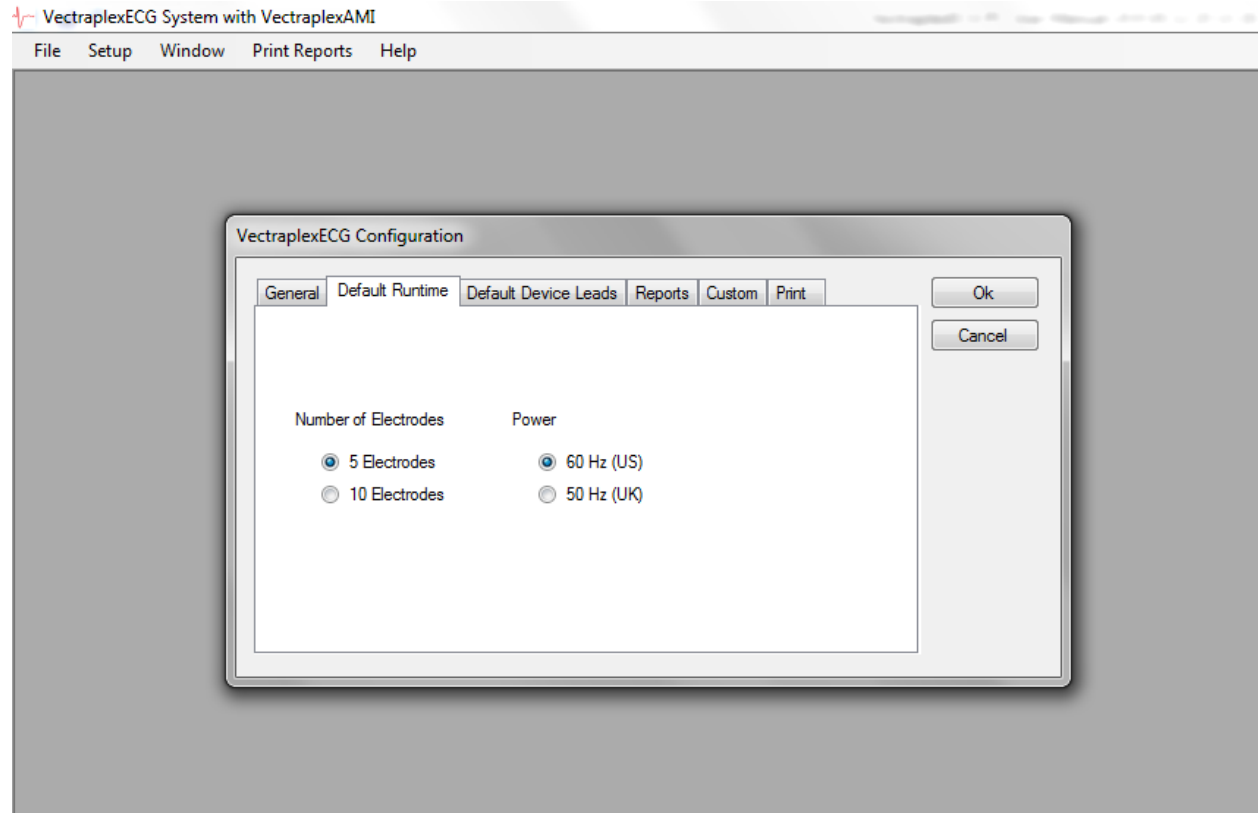 VectraplexECG System with VectraplexAMI
File Setup Window Print Reports Help
VectraplexECG Configuration
General Default Runtime Default Device Leads Reports Custom Print
Ok
Cancel
Number of Electrodes Power
5 Electrodes 60 Hz (US)
10 Electrodes 50 Hz (UK)